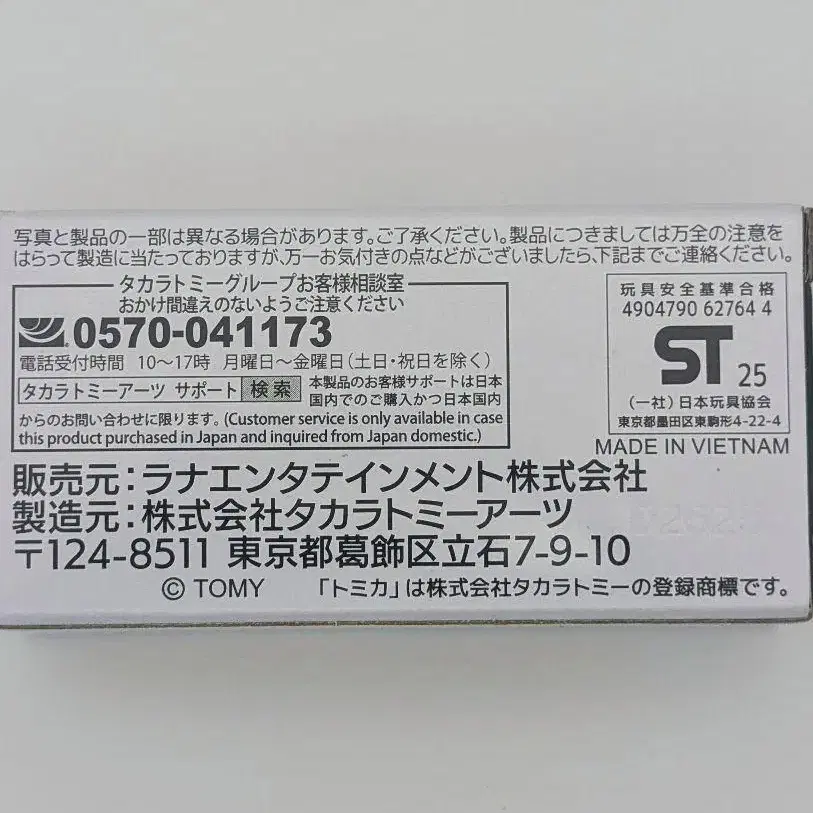 写真と製品の一部は異なる場合があります。ご了承ください。製品につきましては万全の注意を
はらって製造に当たっておりますが、万一お気付きの点などがございましたら、下記までご連絡ください。
タカラトミーグループお客様相談室
おかけ間違えのないようご注意ください
0570-041173
電話受付時間 10〜17時 月曜日〜金曜日(土日・祝日を除く)
タカラトミーアーツ サポート 検索 本製品のお客様サポートは日本
国内でのご購入かつ日本国内
からのお問い合わせに限ります。(Customer service is only available in case
this product purchased in Japan and inquired from Japan domestic.)
玩具安全基準合格
4904790 62764 4
ST 25
(一社)日本玩具協会
東京都墨田区東駒形4-22-4
MADE IN VIETNAM
販売元:ラナエンタテインメント株式会社
製造元:株式会社タカラトミーアーツ
〒124-8511 東京都葛飾区立石7-9-10
© TOMY 「トミカ」は株式会社タカラトミーの登録商標です。